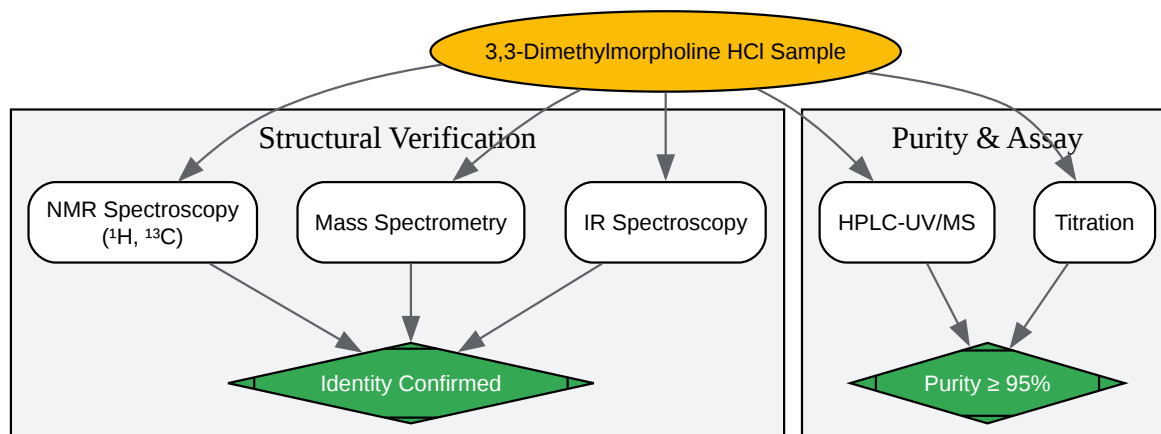 3,3-Dimethylmorpholine HCl Sample
Structural Verification
Purity & Assay
NMR Spectroscopy
(¹H, ¹³C)
Mass Spectrometry
IR Spectroscopy
HPLC-UV/MS
Titration
Identity Confirmed
Purity ≥ 95%